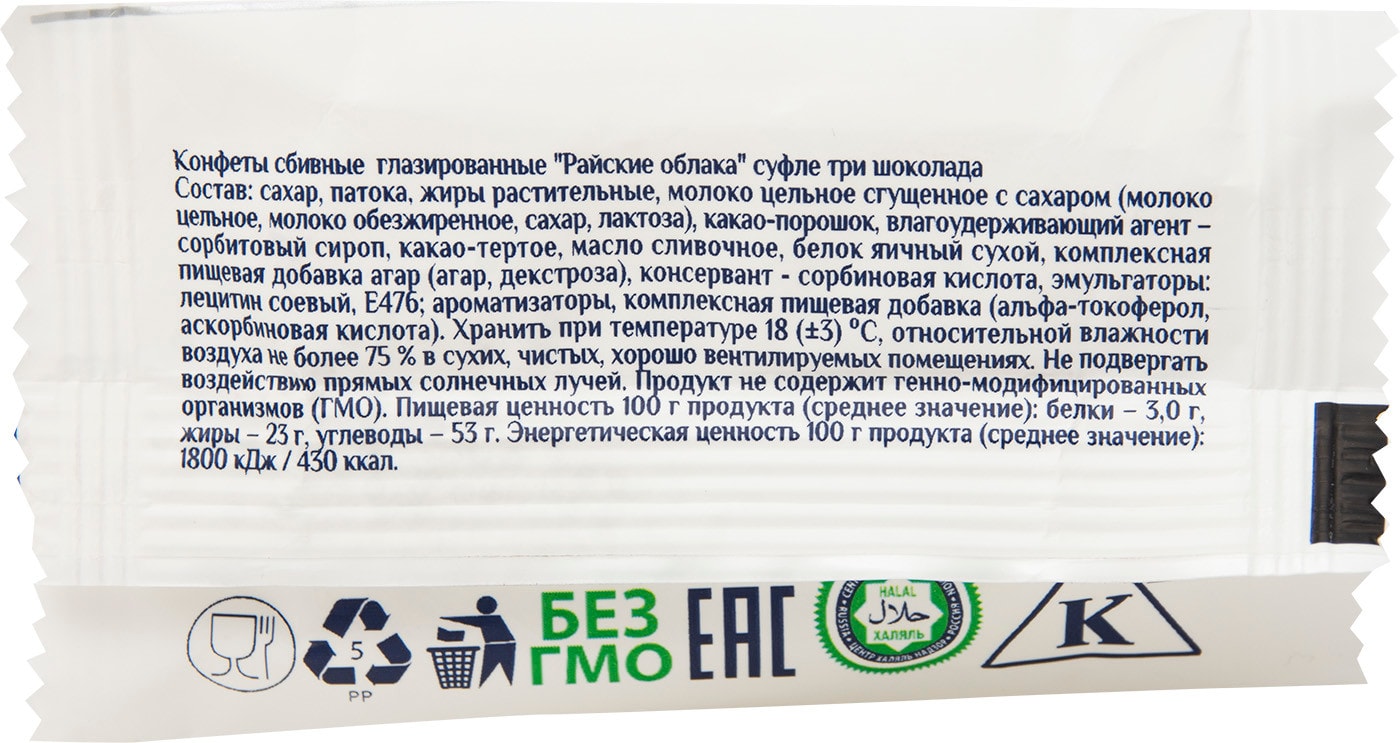 Конфеты сбивные глазированные "Райские облака" суфле три шоколада
Состав: сахар, патока, жиры растительные, молоко цельное сгущенное с сахаром (молоко
цельное, молоко обезжиренное, сахар, лактоза), какао-порошок, влагоудерживающий агент –
сорбитовый сироп, какао-тертое, масло сливочное, белок яичный сухой, комплексная
пищевая добавка агар (агар, декстроза), консервант - сорбиновая кислота, эмульгаторы:
лецитин соевый, Е476; ароматизаторы, комплексная пищевая добавка (альфа-токоферол,
аскорбиновая кислота). Хранить при температуре 18 (±3) °С, относительной влажности
воздуха не более 75 % в сухих, чистых, хорошо вентилируемых помещениях. Не подвергать
воздействию прямых солнечных лучей. Продукт не содержит генно-модифицированных
организмов (ГМО). Пищевая ценность 100 г продукта (среднее значение): белки – 3,0 г,
жиры – 23 г, углеводы – 53 г. Энергетическая ценность 100 г продукта (среднее значение):
1800 кДж / 430 ккал.
5
PP
БЕЗ
ГМО
EAC
HALAL
حلال
ХАЛЯЛЬ
RUSSIA
ЦЕНТР ХАЛЯЛЬ НАДЗОР
РОССИЯ
K